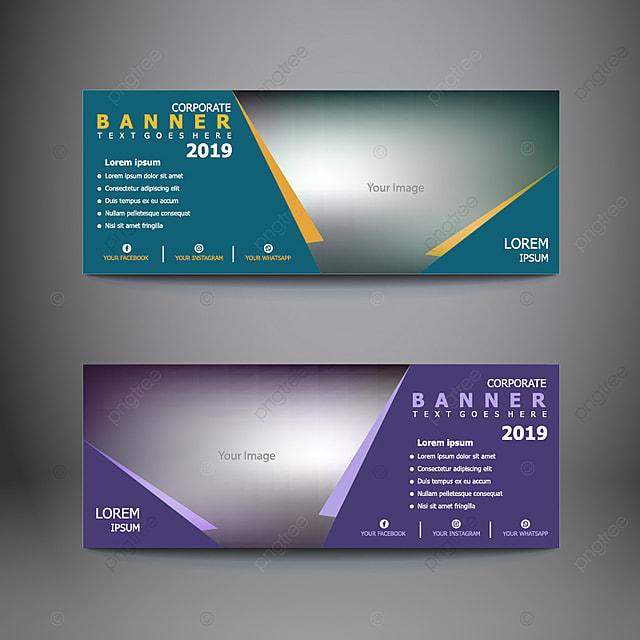 CORPORATE
BANNER
TEXT GOES HERE
2019
Lorem ipsum
Lorem ipsum dolor sit amet
Consectetur adipiscing elit
Duis tempus ex eu
Nullam pelletesque consequat
Nisi sit amet fringilla
YOUR FACEBOOK
YOUR INSTAGRAM
YOUR WHATSAPP
Your Image
LOREM
IPSUM
Your Image
LOREM
IPSUM
CORPORATE
BANNER
TEXT GOES HERE
2019
Lorem ipsum
Lorem ipsum dolor sit amet
Consectetur adipiscing elit
Duis tempus ex eu
Nullam pellentesque consequat
Nisi sit amet fringilla
YOUR FACEBOOK
YOUR INSTAGRAM
YOUR WHATSAPP
pngtree